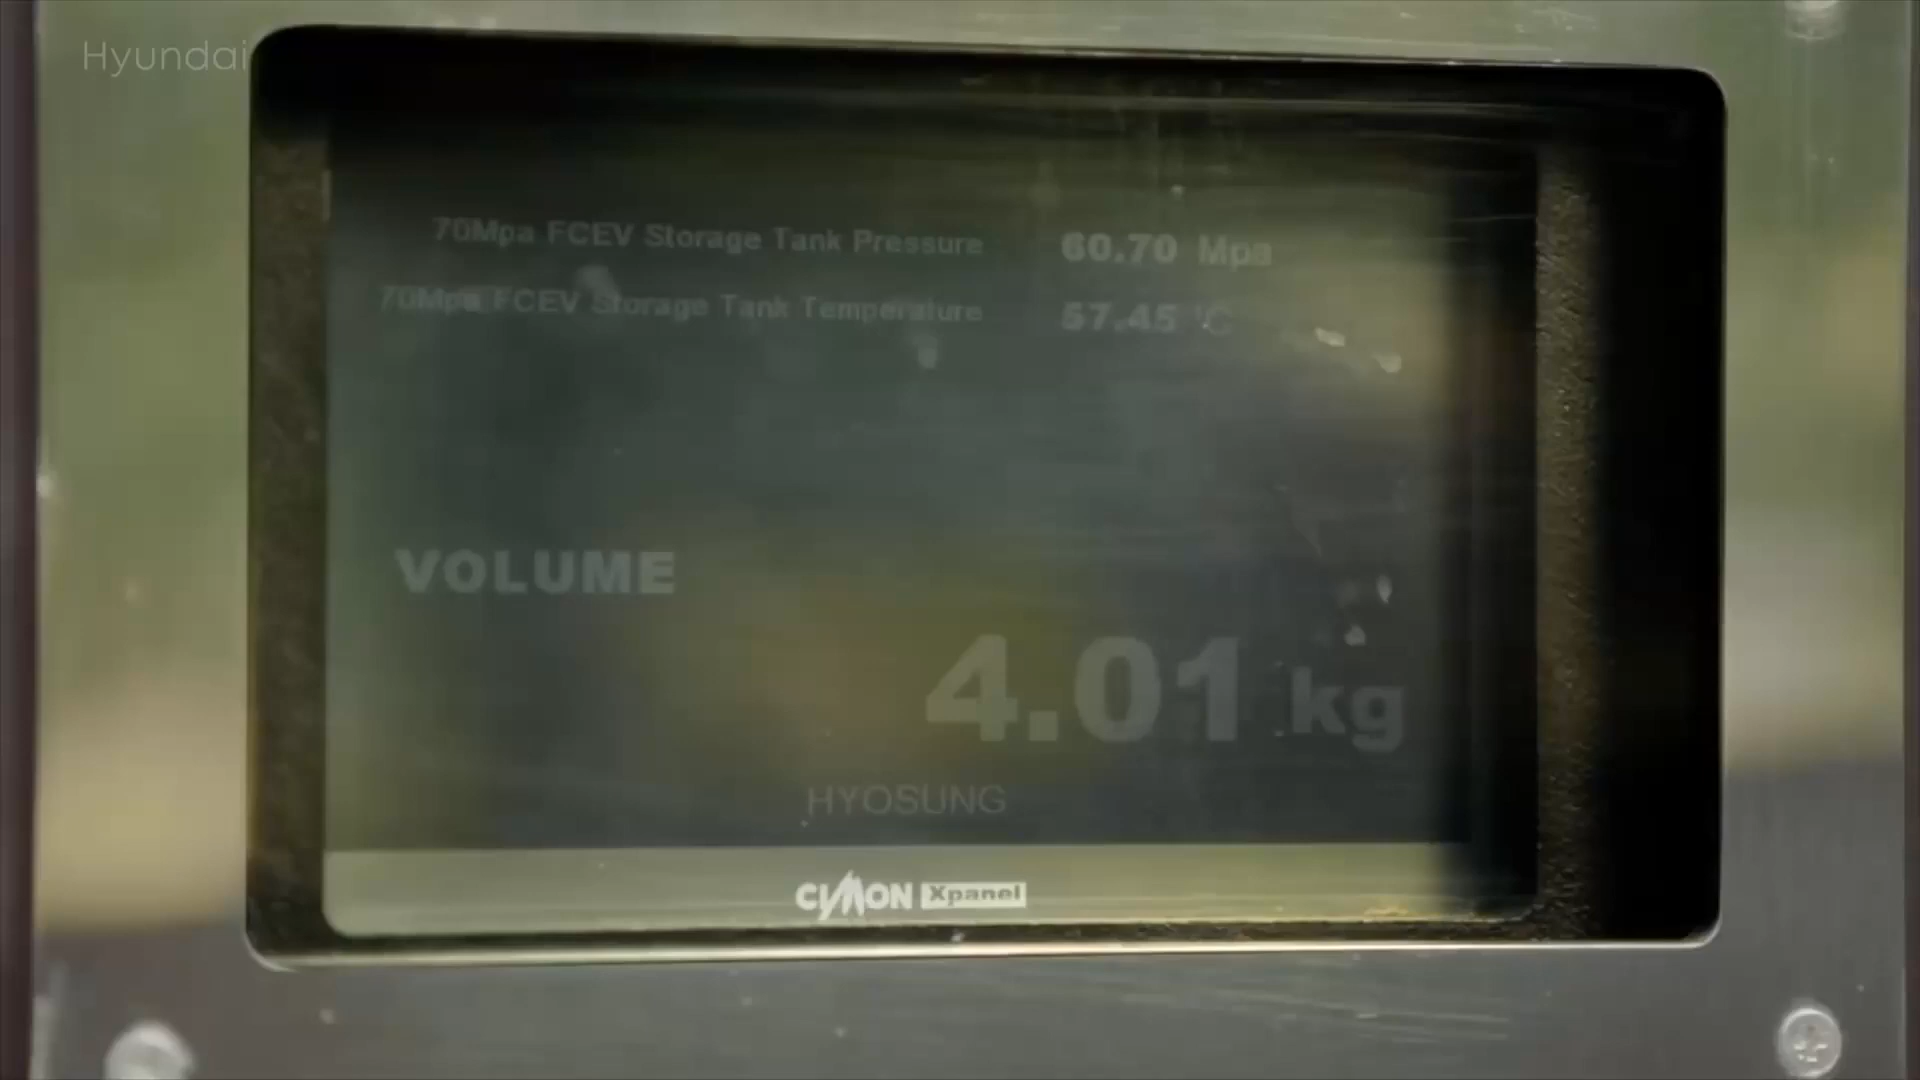 Hyundai
70Mpa FCEV Storage Tank Pressure 60.70 Mpa
70Mpa FCEV Storage Tank Temperature 57.45 °C
VOLUME
4.01 kg
HYOSUNG
CIMON Xpanel